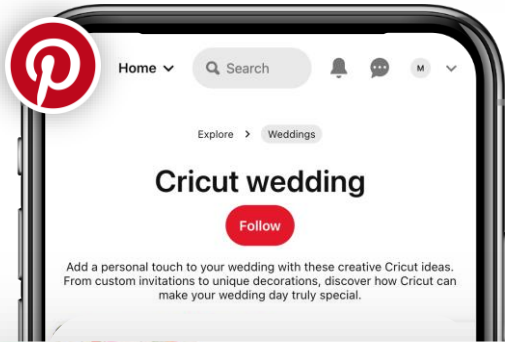 Home
Search
M
Explore > Weddings
Cricut wedding
Follow
Add a personal touch to your wedding with these creative Cricut ideas.
From custom invitations to unique decorations, discover how Cricut can
make your wedding day truly special.